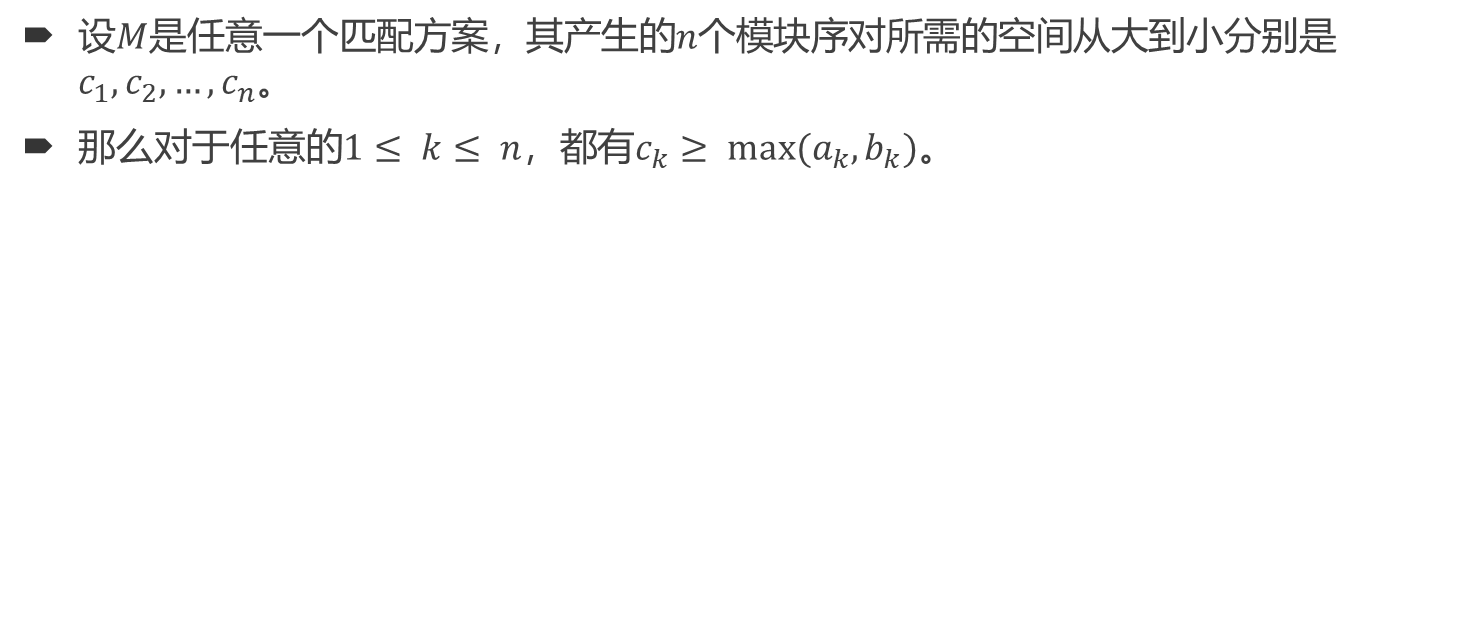 设M是任意一个匹配方案，其产生的n个模块序对所需的空间从大到小分别是
c₁, c₂, …, cₙ。
那么对于任意的1 ≤ k ≤ n，都有cₖ ≥ max(aₖ, bₖ)。